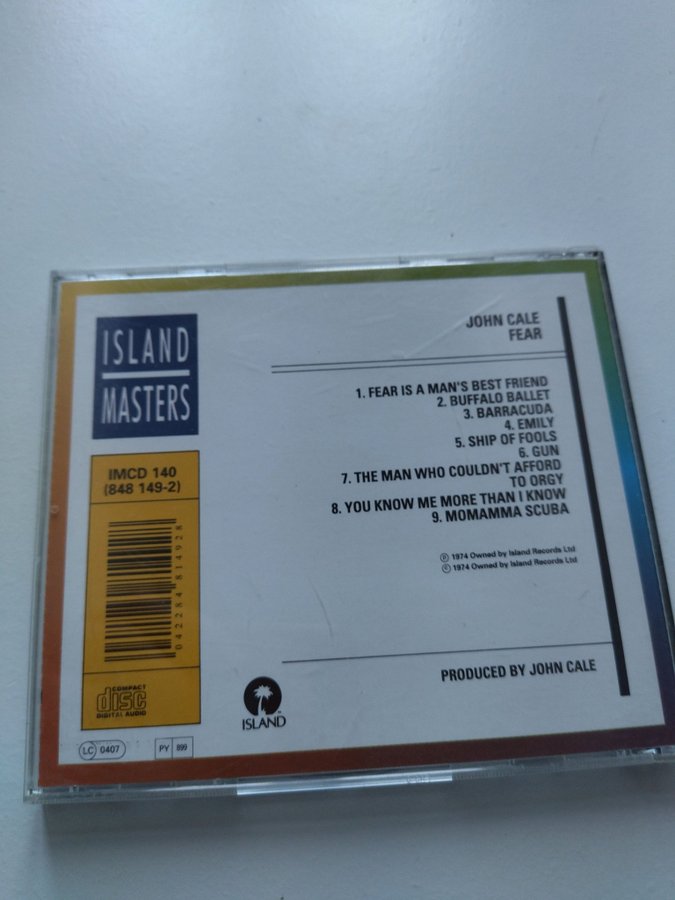 ISLAND
MASTERS
IMCD 140
(848 149-2)
042284814928
COMPACT
disc
DIGITAL AUDIO
LC 0407
PY 899
ISLAND
JOHN CALE
FEAR
1. FEAR IS A MAN'S BEST FRIEND
2. BUFFALO BALLET
3. BARRACUDA
4. EMILY
5. SHIP OF FOOLS
6. GUN
7. THE MAN WHO COULDN'T AFFORD
TO ORGY
8. YOU KNOW ME MORE THAN I KNOW
9. MOMAMMA SCUBA
Ⓟ 1974 Owned by Island Records Ltd
© 1974 Owned by Island Records Ltd
PRODUCED BY JOHN CALE